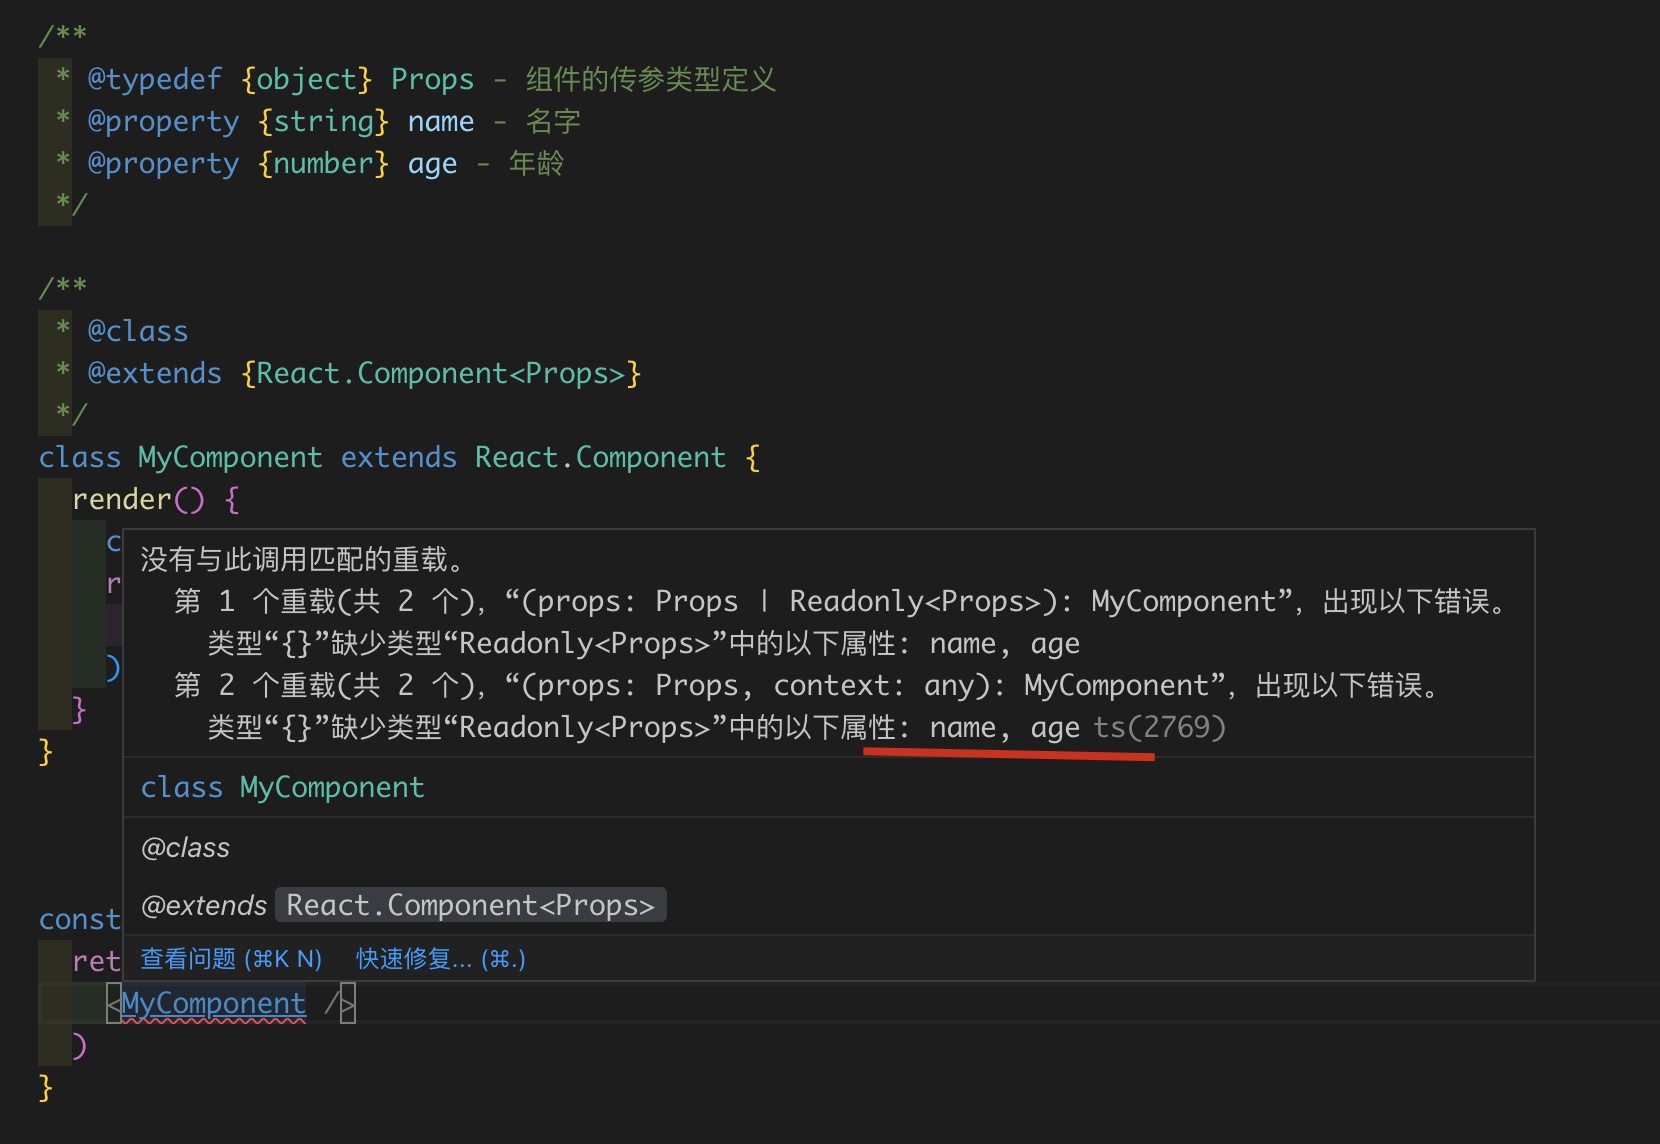 /**
 * @typedef {object} Props - 组件的传参类型定义
 * @property {string} name - 名字
 * @property {number} age - 年龄
 */
/**
 * @class
 * @extends {React.Component<Props>}
 */
class MyComponent extends React.Component {
render() {
c
没有与此调用匹配的重载。
r
第 1 个重载(共 2 个)，“(props: Props | Readonly<Props>): MyComponent”，出现以下错误。
类型“{}”缺少类型“Readonly<Props>”中的以下属性: name, age
)
第 2 个重载(共 2 个)，“(props: Props, context: any): MyComponent”，出现以下错误。
}
类型“{}”缺少类型“Readonly<Props>”中的以下属性: name, age ts(2769)
}
class MyComponent
@class
@extends React.Component<Props>
const
ret
查看问题 (⌘K N) 快速修复... (⌘.)
<MyComponent />
)
}